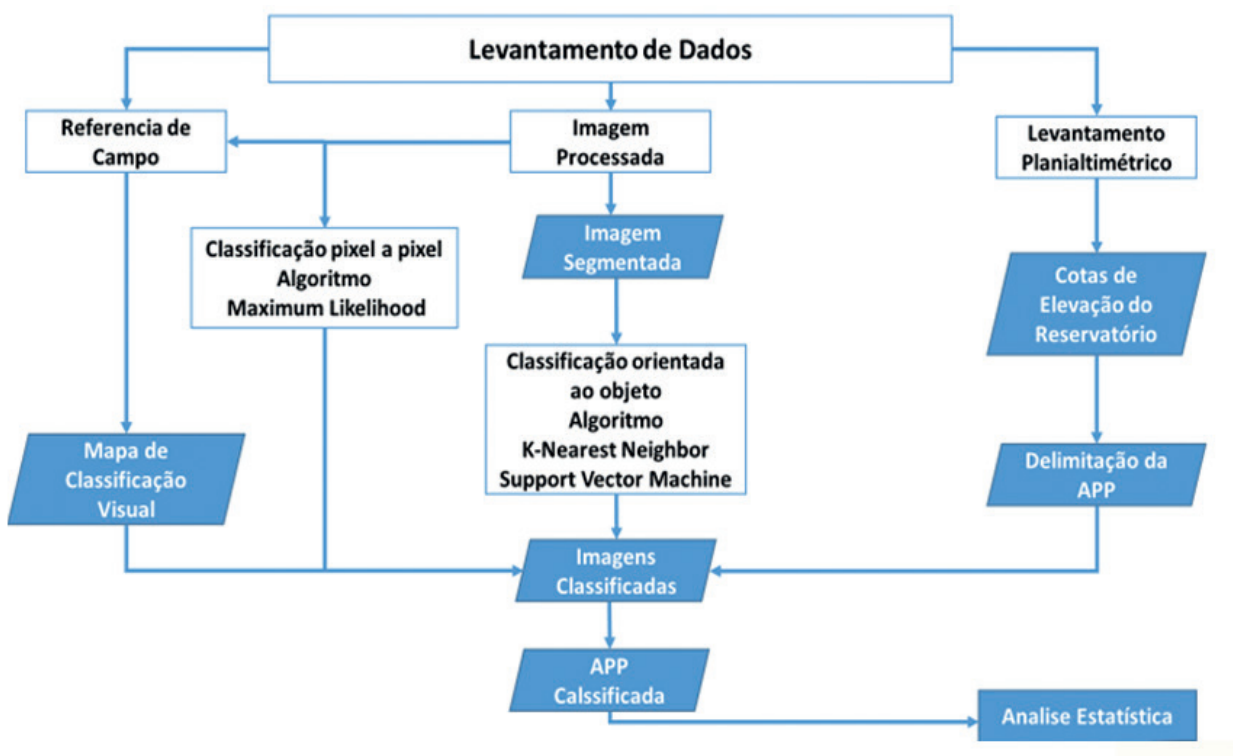 Levantamento de Dados
Referencia de
Campo
Imagem
Processada
Levantamento
Planialtimétrico
Classificação pixel a pixel
Algoritmo
Maximum Likelihood
Imagem
Segmentada
Cotas de
Elevação do
Reservatório
Classificação orientada
ao objeto
Algoritmo
K-Nearest Neighbor
Support Vector Machine
Mapa de
Classificação
Visual
Delimitação da
APP
Imagens
Classificadas
APP
Calssificada
Analise Estatística